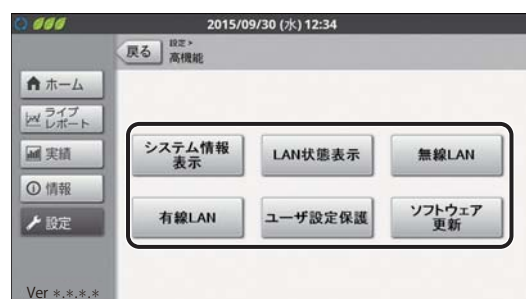 2015/09/30 (水) 12:34
戻る
設定 >
高機能
ホーム
ライブ
レポート
実績
情報
設定
システム情報
表示
LAN状態表示
無線LAN
有線LAN
ユーザ設定保護
ソフトウェア
更新
Ver *.*.*.*